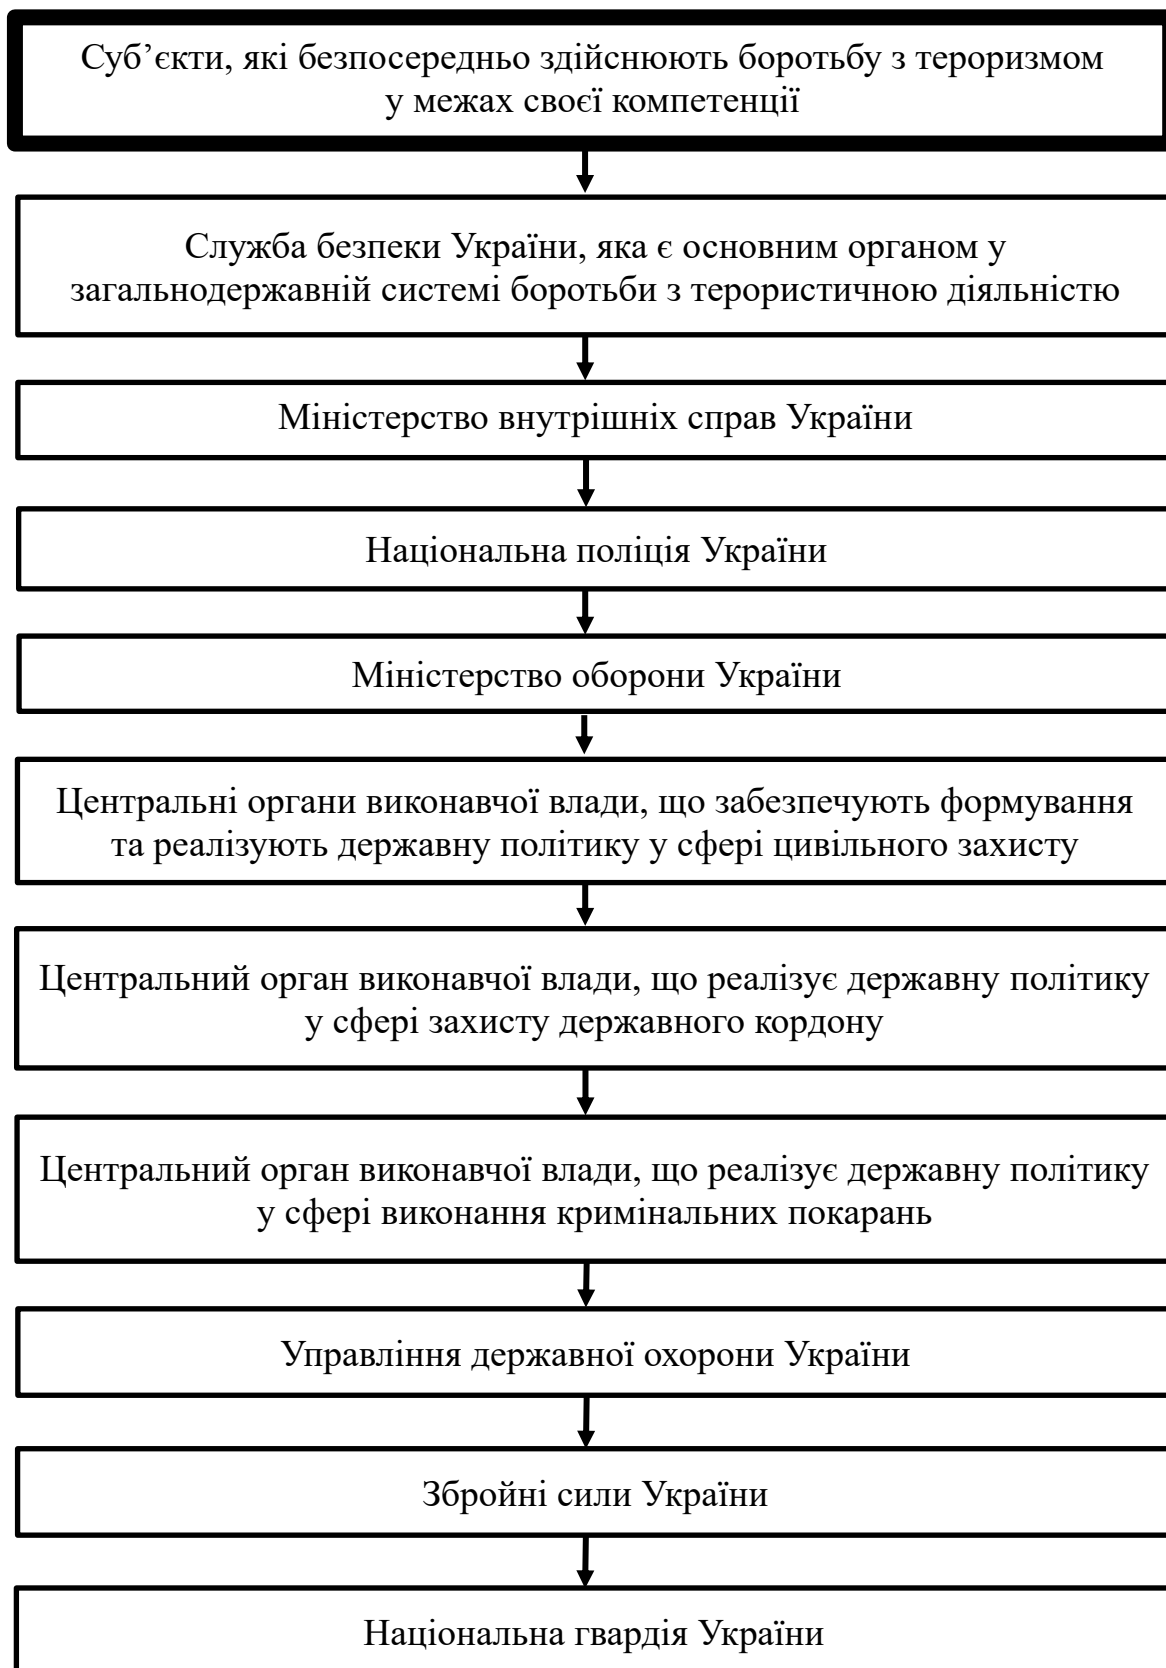 Суб’єкти, які безпосередньо здійснюють боротьбу з тероризмом
у межах своєї компетенції
Служба безпеки України, яка є основним органом у
загальнодержавній системі боротьби з терористичною діяльністю
Міністерство внутрішніх справ України
Національна поліція України
Міністерство оборони України
Центральні органи виконавчої влади, що забезпечують формування
та реалізують державну політику у сфері цивільного захисту
Центральний орган виконавчої влади, що реалізує державну політику
у сфері захисту державного кордону
Центральний орган виконавчої влади, що реалізує державну політику
у сфері виконання кримінальних покарань
Управління державної охорони України
Збройні сили України
Національна гвардія України